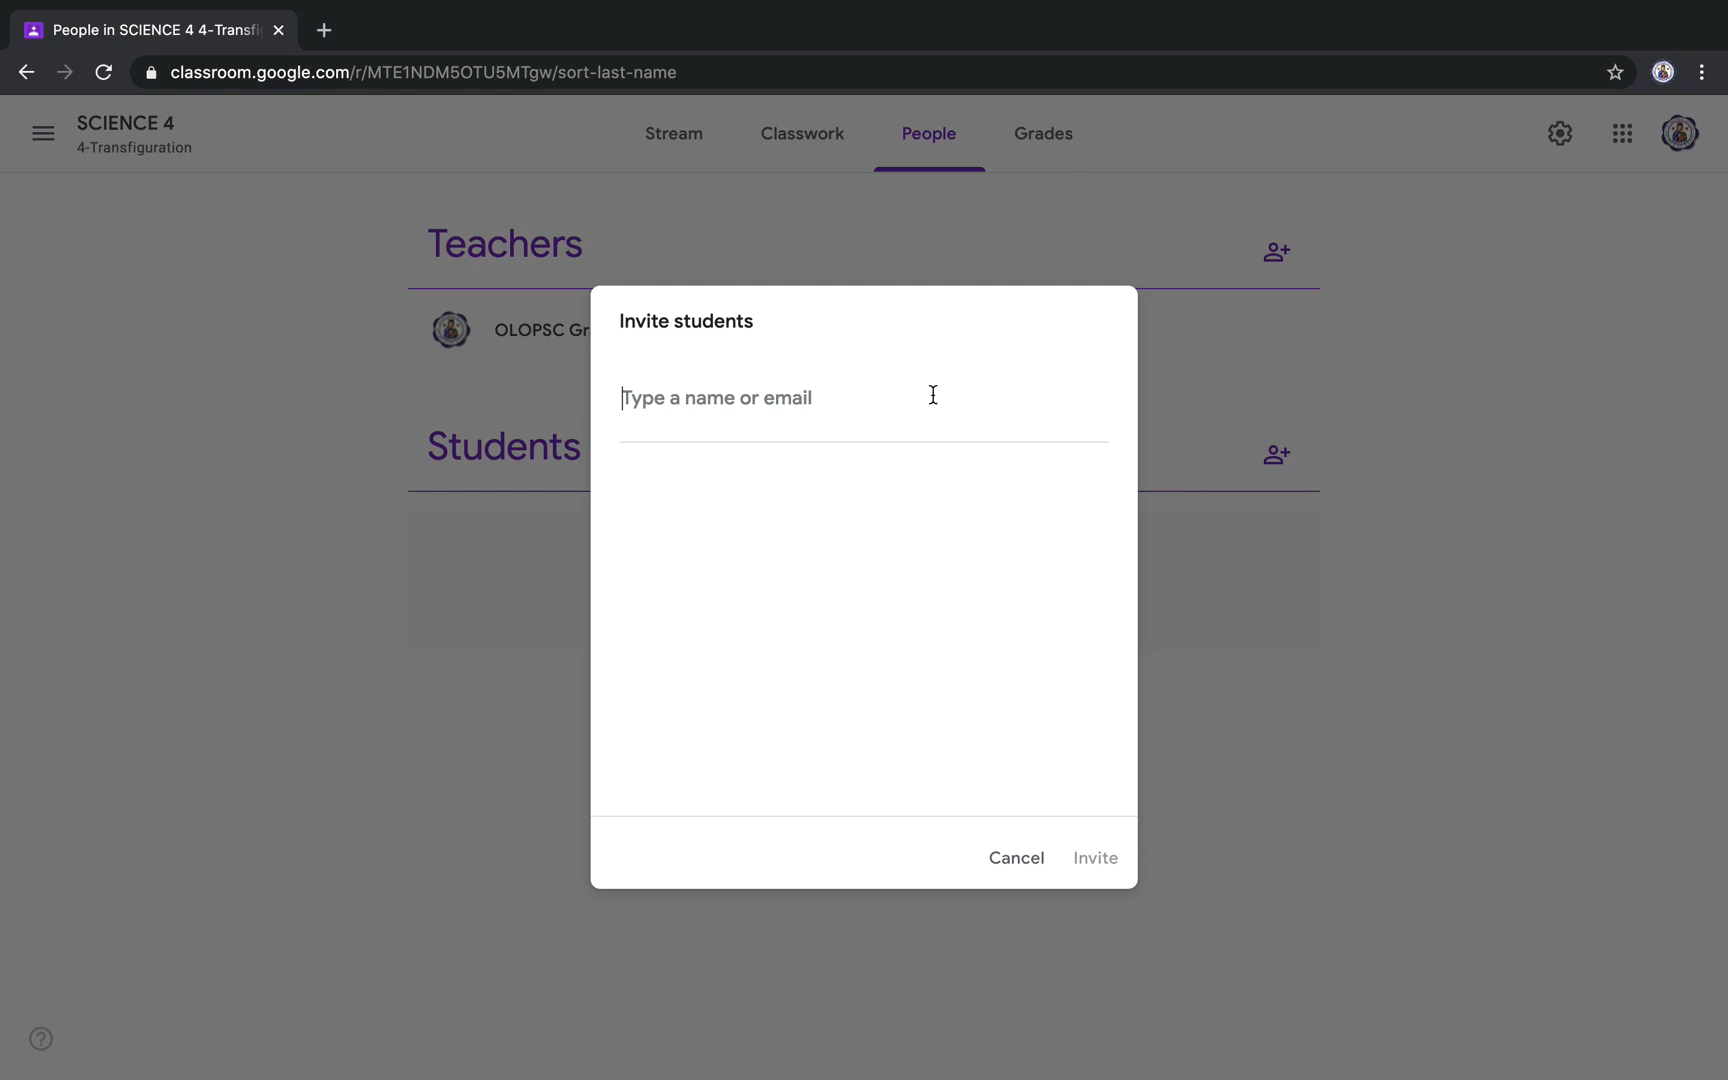 People in SCIENCE 4 4-Transfi
classroom.google.com/r/MTE1NDM5OTU5MTgw/sort-last-name
SCIENCE 4
4-Transfiguration
Stream
Classwork
People
Grades
Teachers
OLOPSC Gr
Invite students
Type a name or email
Students
Cancel
Invite